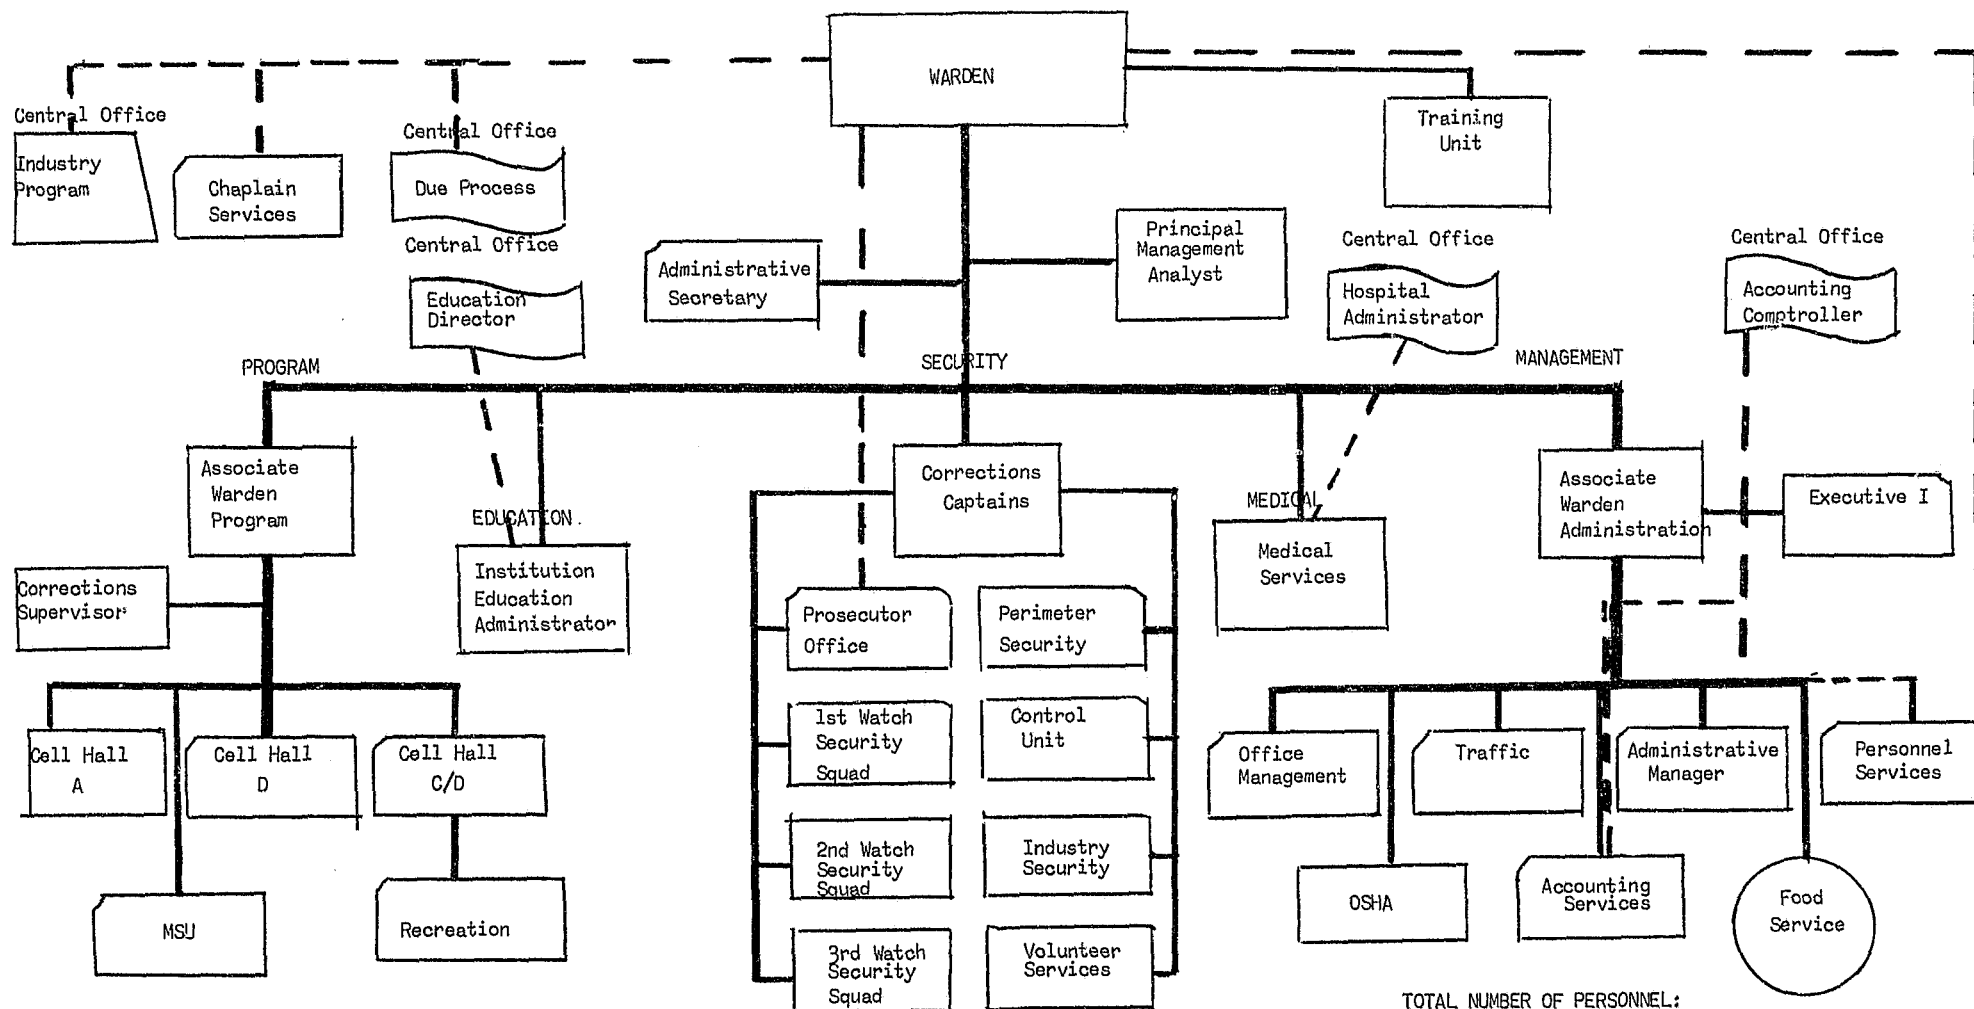 WARDEN
Central Office
Industry
Program
Chaplain
Services
Central Office
Due Process
Training
Unit
Central Office
Education
Director
Administrative
Secretary
Principal
Management
Analyst
Central Office
Hospital
Administrator
Central Office
Accounting
Comptroller
PROGRAM
SECURITY
MANAGEMENT
Associate
Warden
Program
EDUCATION.
Corrections
Captains
MEDICAL
Associate
Warden
Administration
Executive I
Corrections
Supervisor
Institution
Education
Administrator
Medical
Services
Prosecutor
Office
Perimeter
Security
Cell Hall
A
Cell Hall
D
Cell Hall
C/D
1st Watch
Security
Squad
Control
Unit
Office
Management
Traffic
Administrative
Manager
Personnel
Services
2nd Watch
Security
Squad
Industry
Security
MSU
Recreation
OSHA
Accounting
Services
Food
Service
3rd Watch
Security
Squad
Volunteer
Services
TOTAL NUMBER OF PERSONNEL: